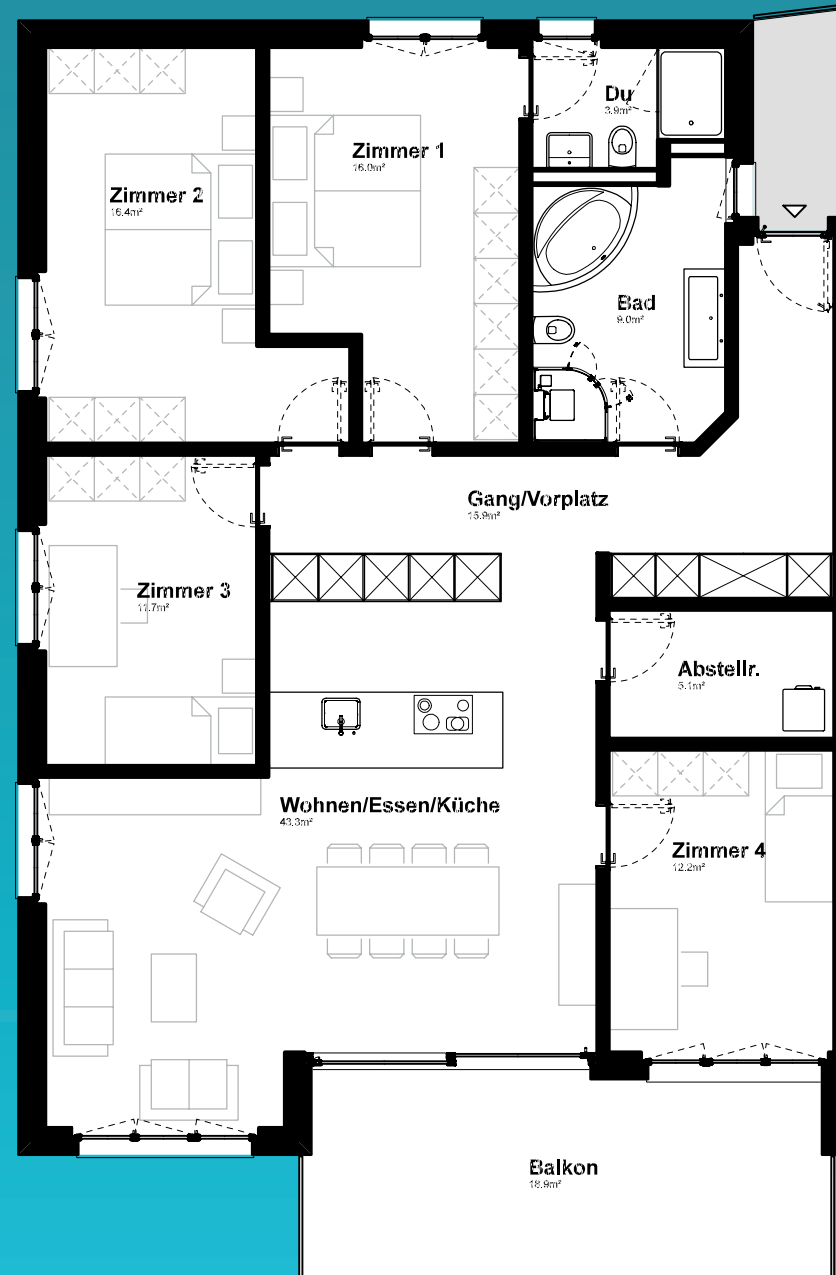 Du
3.9m²
Zimmer 1
16.0m²
Zimmer 2
16.4m²
Bad
9.0m²
Gang/Vorplatz
15.9m²
Zimmer 3
11.7m²
Abstellr.
5.1m²
Wohnen/Essen/Küche
43.3m²
Zimmer 4
12.2m²
Balkon
18.9m²